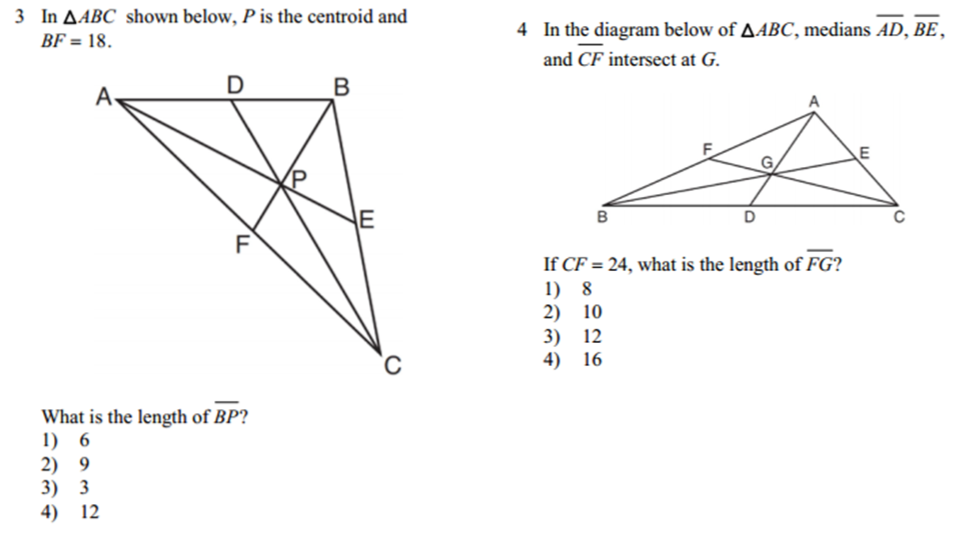 3 In ΔABC shown below, P is the centroid and
BF = 18.
A
D
B
P
E
F
C
What is the length of BP?
1) 6
2) 9
3) 3
4) 12
4 In the diagram below of ΔABC, medians AD, BE,
and CF intersect at G.
A
F
G
E
B
D
C
If CF = 24, what is the length of FG?
1) 8
2) 10
3) 12
4) 16